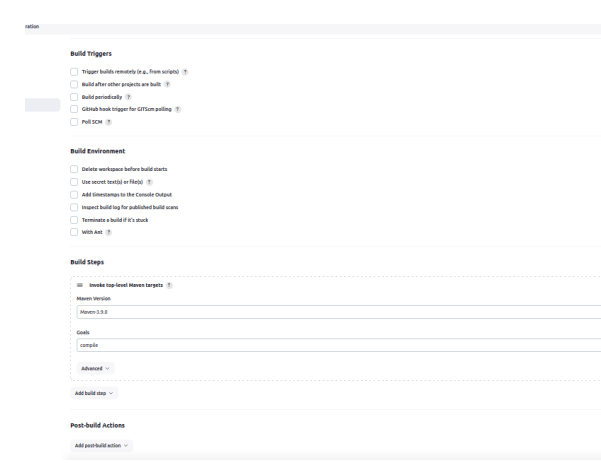 ration
Build Triggers
Trigger builds remotely (e.g., from scripts) ?
Build after other projects are built ?
Build periodically ?
GitHub hook trigger for GITScm polling ?
Poll SCM ?
Build Environment
Delete workspace before build starts
Use secret text(s) or file(s) ?
Add timestamps to the Console Output
Inspect build log for published build scans
Terminate a build if it's stuck
With Ant ?
Build Steps
Invoke top-level Maven targets ?
Maven Version
Maven-3.9.0
Goals
compile
Advanced
Add build step
Post-build Actions
Add post-build action